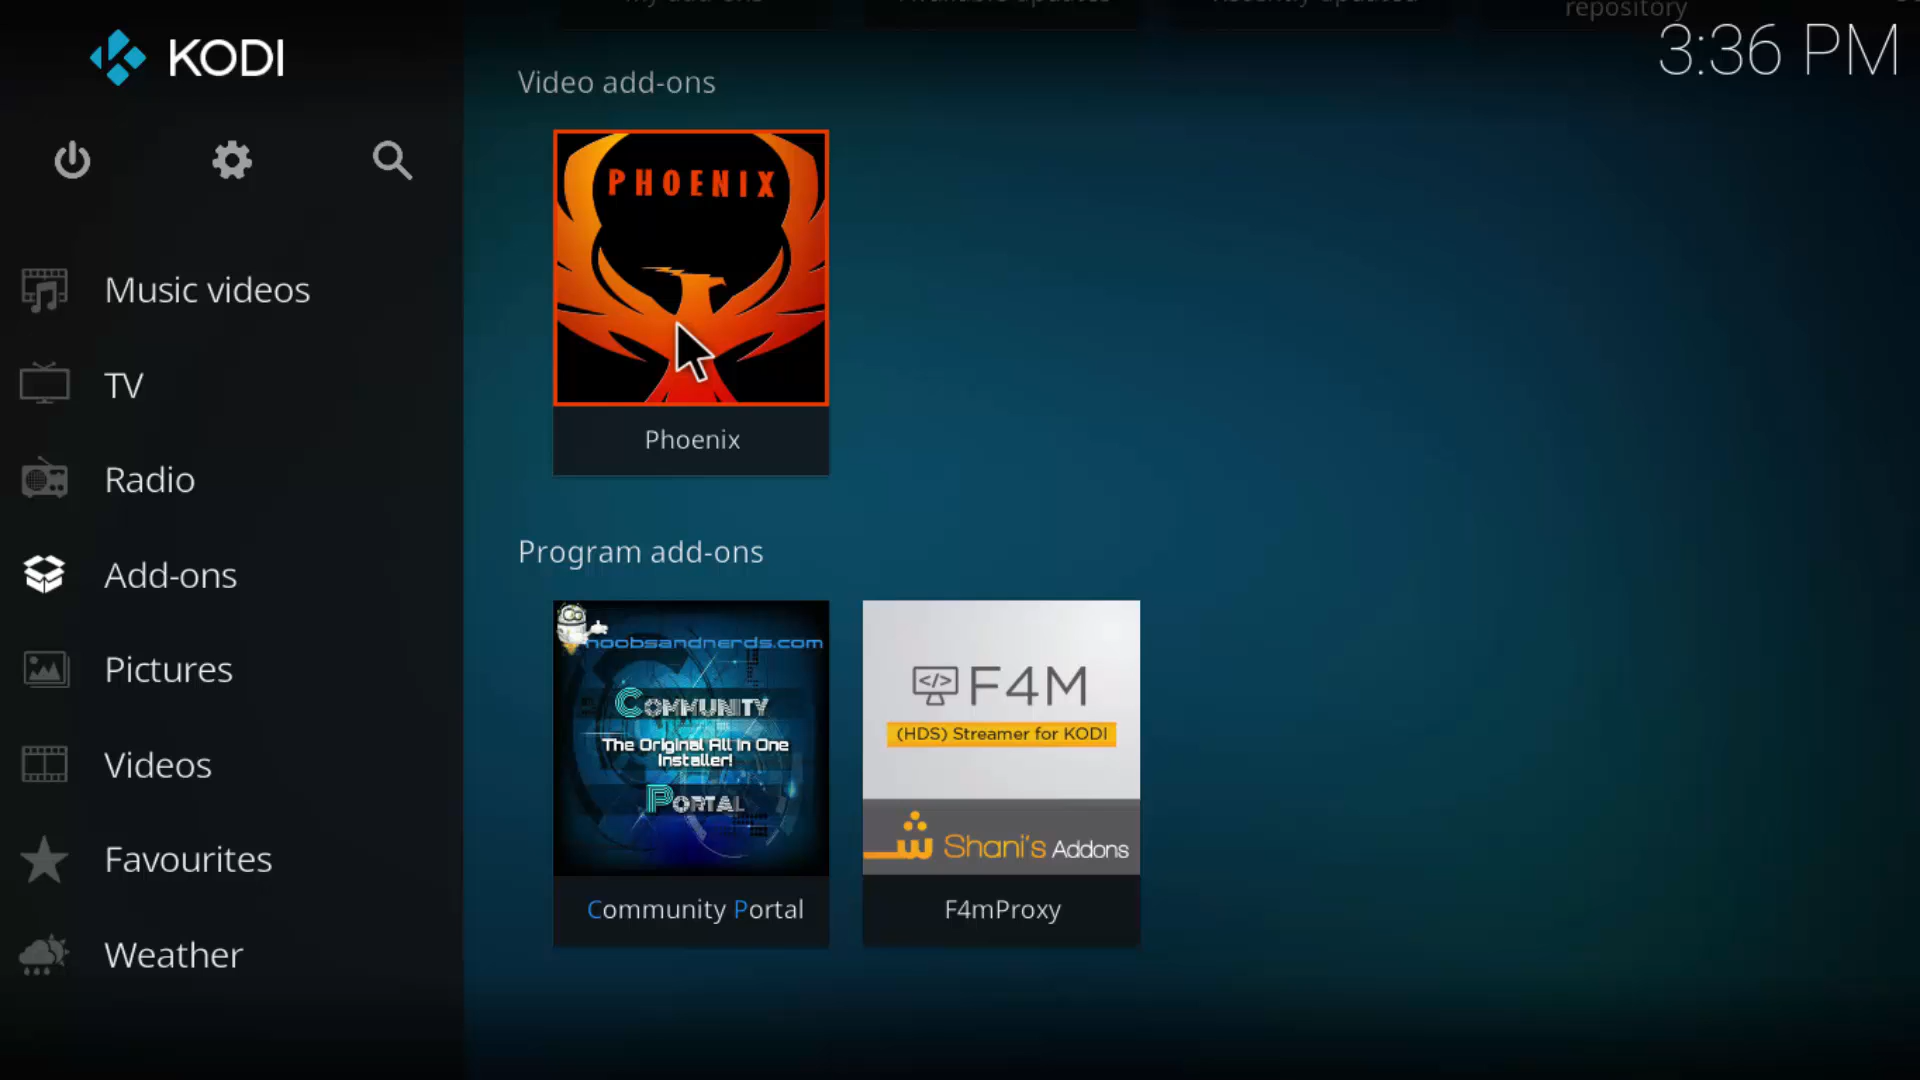 repository
KODI
3:36 PM
Video add-ons
PHOENIX
Music videos
Phoenix
TV
Radio
Program add-ons
Add-ons
noobsandnerds.com
COMMUNITY
The Original All In One
Installer!
PORTAL
F4M
(HDS) Streamer for KODI
Shani's Addons
Pictures
Videos
Favourites
Community Portal
F4mProxy
Weather